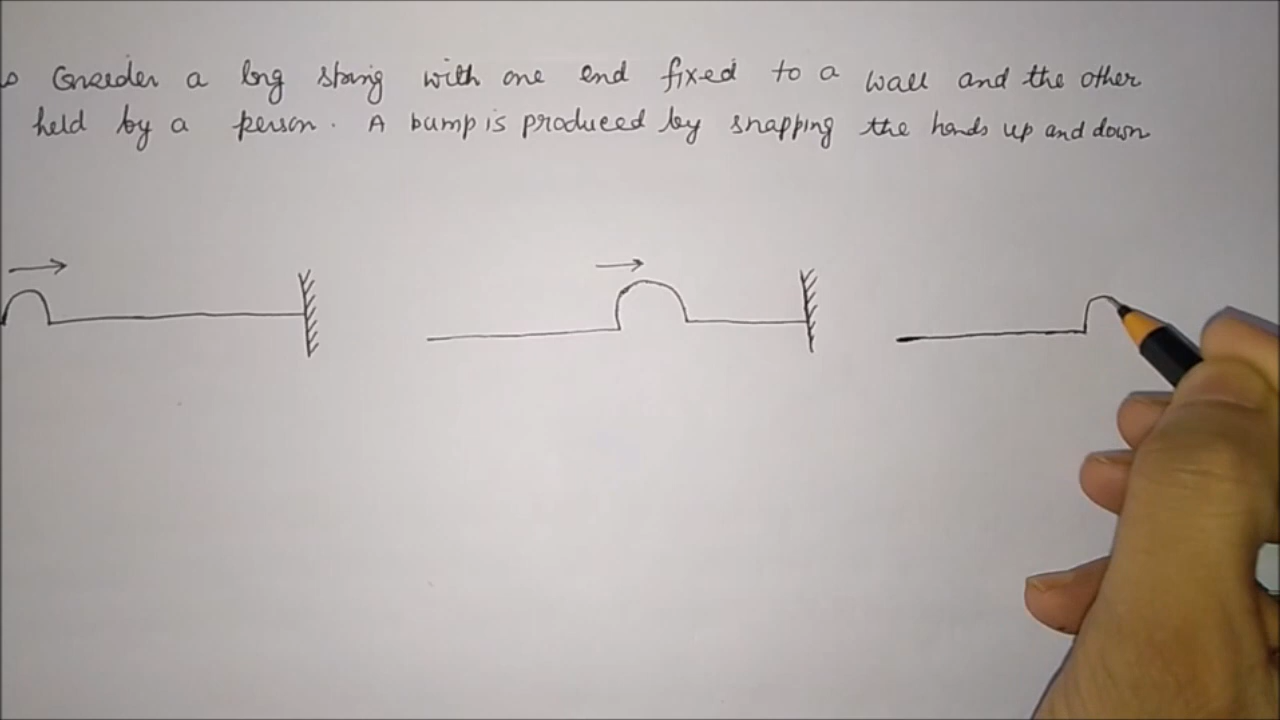 Consider a long string with one end fixed to a wall and the other
held by a person. A bump is produced by snapping the hands up and down